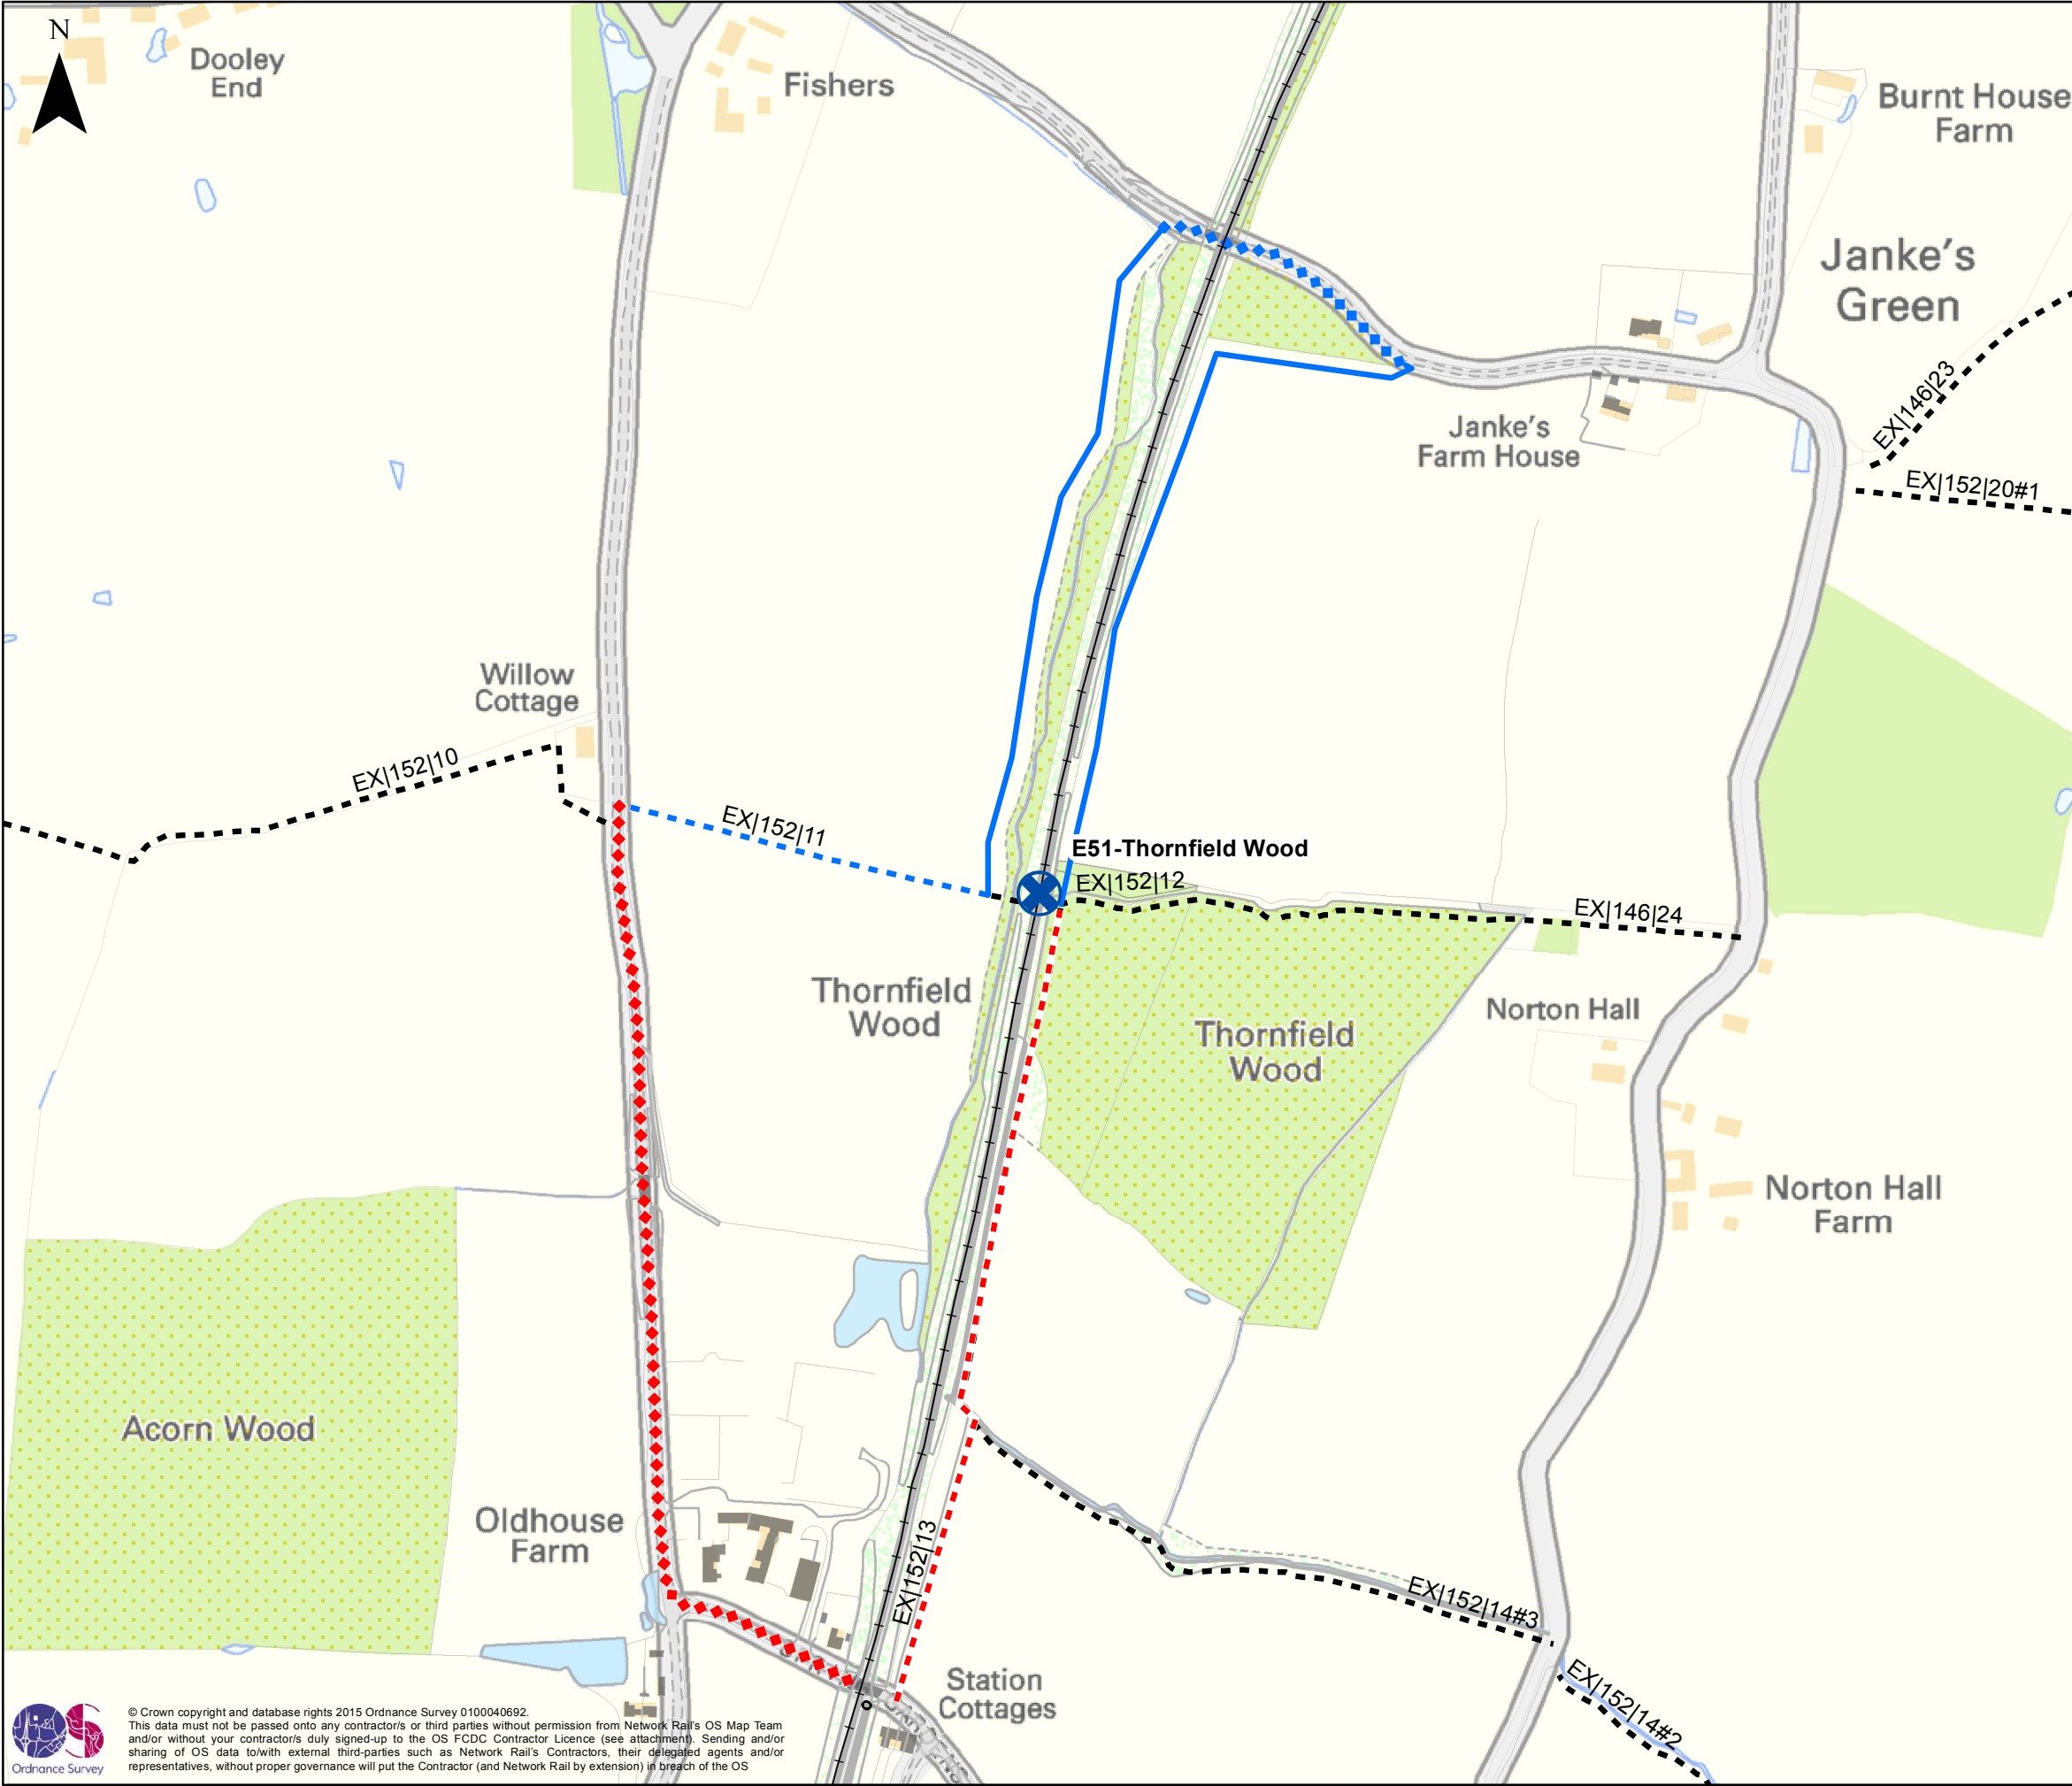 N
Dooley
End
Fishers
Burnt House
Farm
Janke's
Green
EX|146|23
Janke's
Farm House
EX|152|20#1
Willow
Cottage
EX|152|10
EX|152|11
E51-Thornfield Wood
EX|152|12
EX|146|24
Thornfield
Wood
Thornfield
Wood
Norton Hall
Norton Hall
Farm
Acorn Wood
Oldhouse
Farm
EX|152|13
EX|152|14#3
Station
Cottages
EX|152|14#2
Ordnance Survey
© Crown copyright and database rights 2015 Ordnance Survey 0100040692.
This data must not be passed onto any contractor/s or third parties without permission from Network Rail's OS Map Team
and/or without your contractor/s duly signed-up to the OS FCDC Contractor Licence (see attachment). Sending and/or
sharing of OS data to/with external third-parties such as Network Rail's Contractors, their delegated agents and/or
representatives, without proper governance will put the Contractor (and Network Rail by extension) in breach of the OS